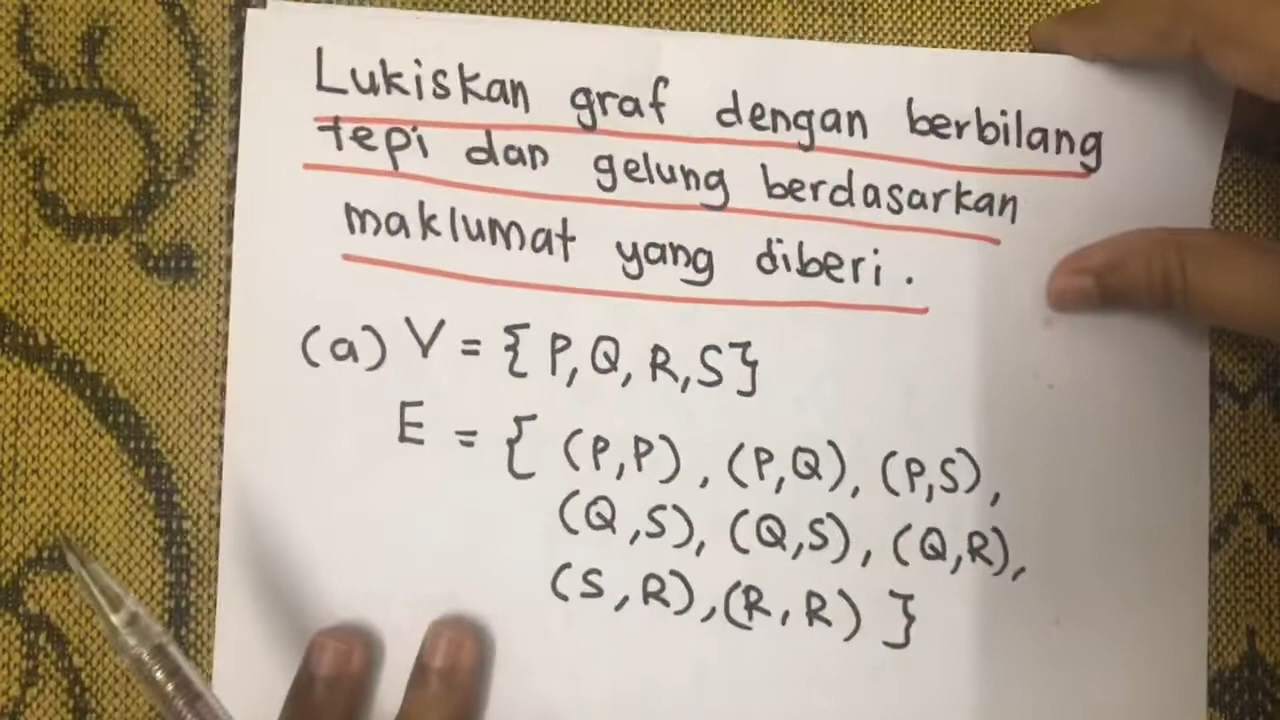 Lukiskan graf dengan berbilang
tepi dan gelung berdasarkan
maklumat yang diberi.
(a) V = {P, Q, R, S}
E = { (P,P), (P,Q), (P,S),
(Q,S), (Q,S), (Q,R),
(S,R), (R,R) }